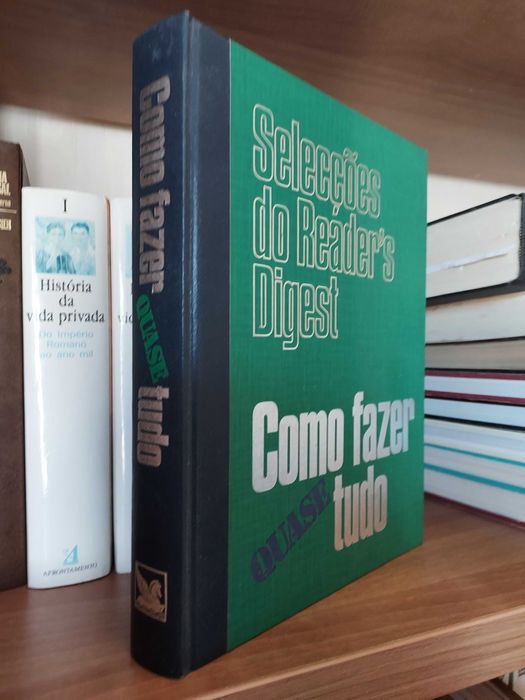 Selecções
do Reáder's
Digest
Como fazer
QUASE tudo
Como fazer QUASE tudo
I
História
da
vida privada
Do Império
Romano
ao ano mil
AFRONTAMENTO